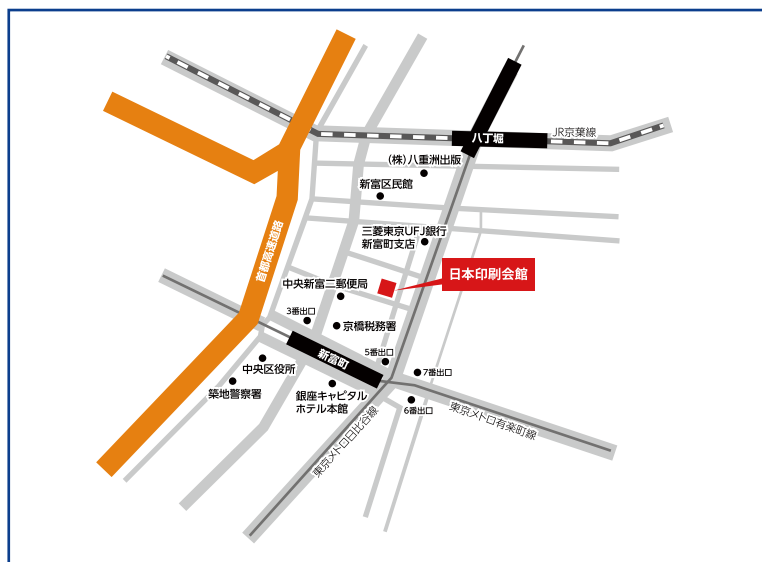 八丁堀
JR京葉線
(株)八重洲出版
新富区民館
三菱東京UFJ銀行
新富町支店
首都高速道路
日本印刷会館
中央新富二郵便局
3番出口
京橋税務署
新富町
5番出口
中央区役所
7番出口
築地警察署
銀座キャピタル
ホテル本館
6番出口
東京メトロ日比谷線
東京メトロ有楽町線